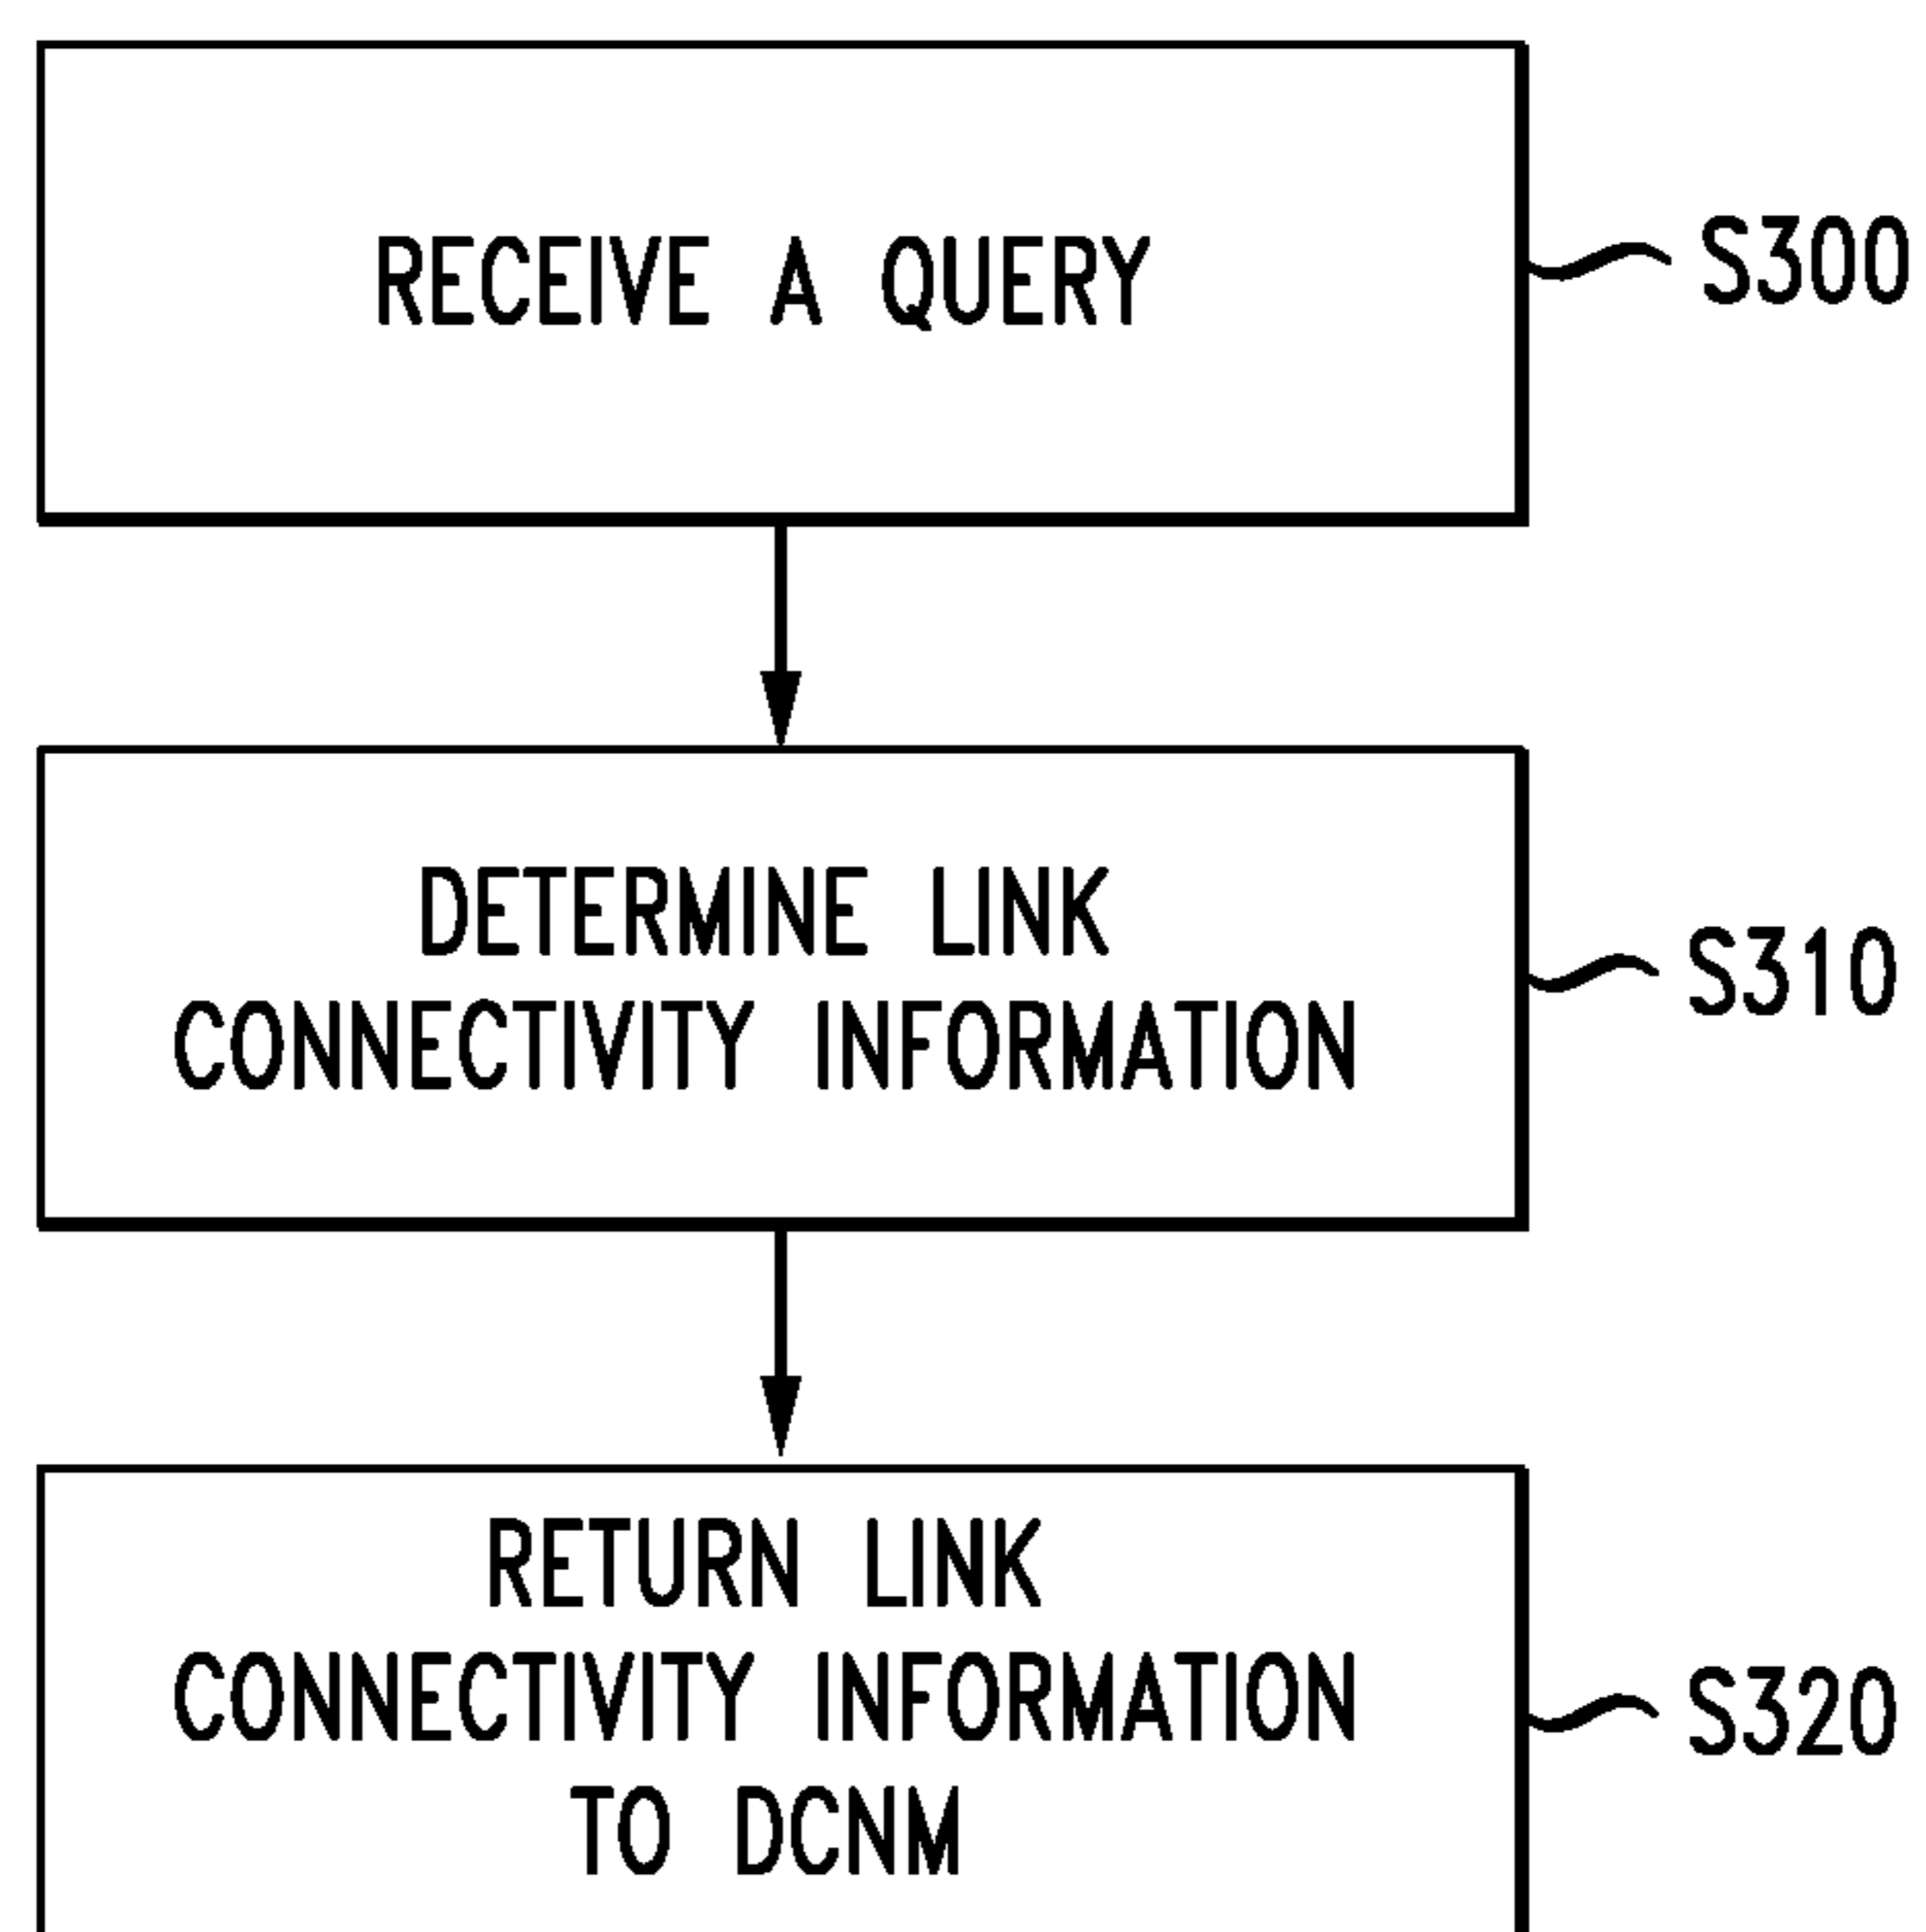 RECEIVE A QUERY
S300
DETERMINE LINK
CONNECTIVITY INFORMATION
S310
RETURN LINK
CONNECTIVITY INFORMATION
TO DCNM
S320